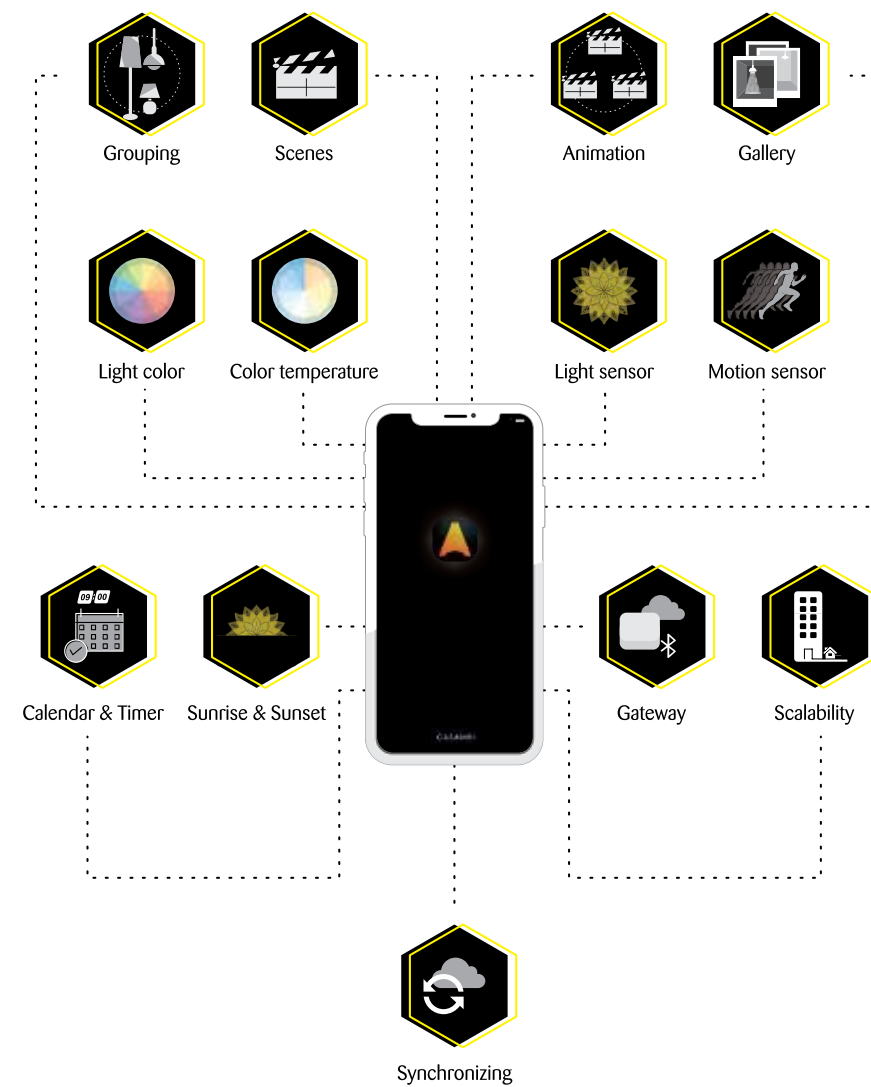 Grouping
Scenes
Animation
Gallery
Light color
Color temperature
Light sensor
Motion sensor
09:00
Calendar & Timer
Sunrise & Sunset
Gateway
Scalability
Synchronizing